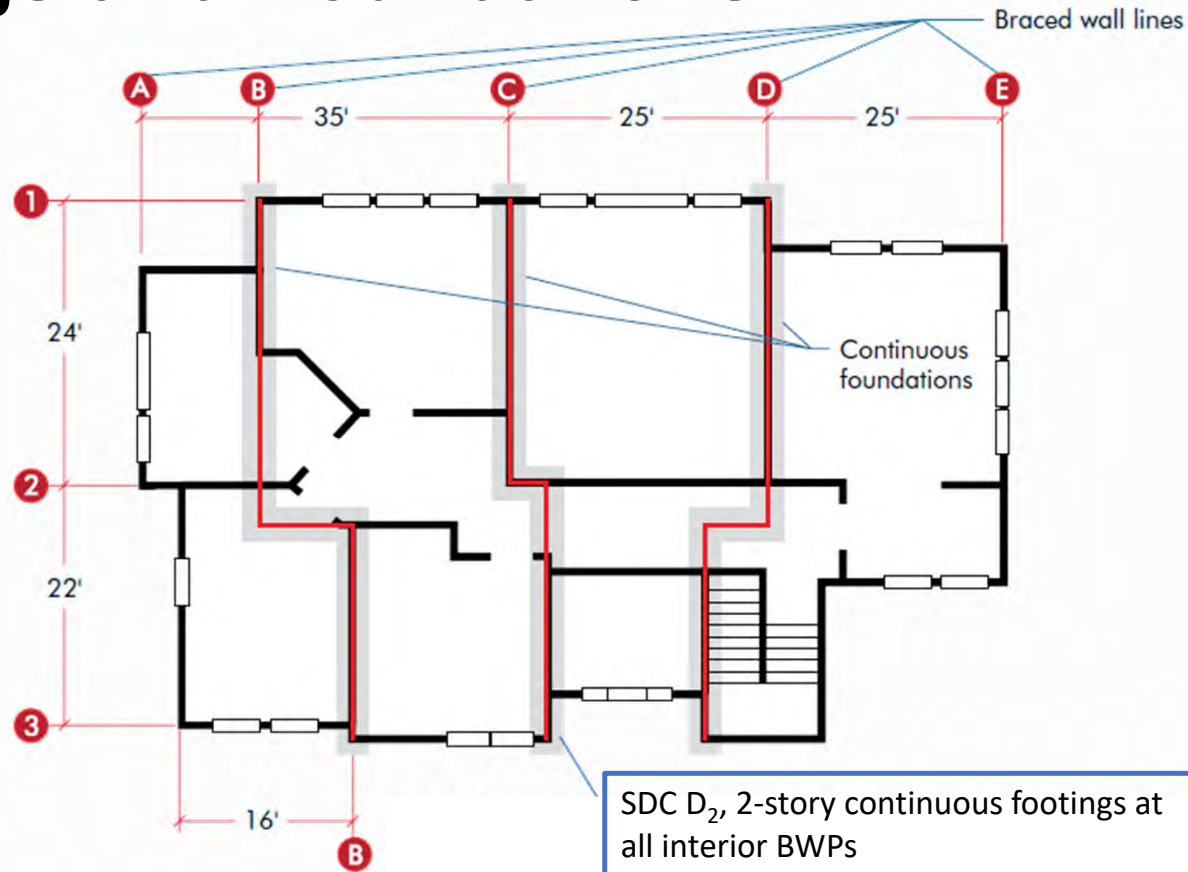 Braced wall lines
A
B
C
D
E
35'
25'
25'
1
24'
Continuous
foundations
2
22'
3
16'
B
SDC D₂, 2-story continuous footings at
all interior BWPs